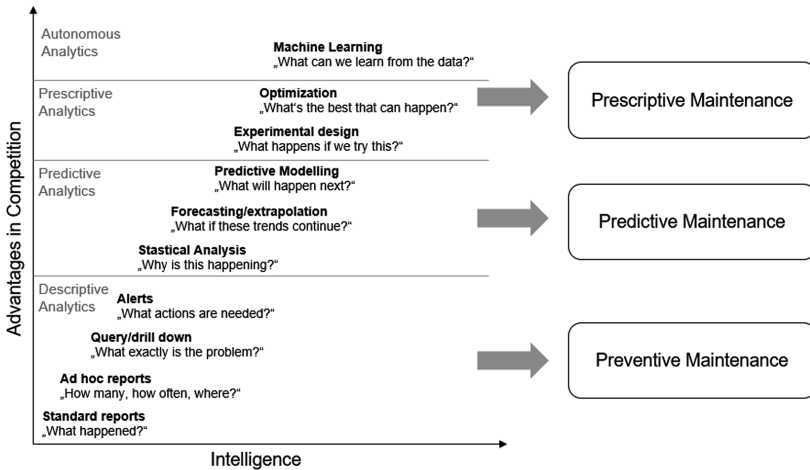 Autonomous
Analytics
Machine Learning
„What can we learn from the data?“
Prescriptive
Analytics
Optimization
„What's the best that can happen?“
Experimental design
„What happens if we try this?“
Prescriptive Maintenance
Predictive
Analytics
Predictive Modelling
„What will happen next?“
Forecasting/extrapolation
„What if these trends continue?“
Stastical Analysis
„Why is this happening?“
Predictive Maintenance
Descriptive
Analytics
Alerts
„What actions are needed?“
Query/drill down
„What exactly is the problem?“
Ad hoc reports
„How many, how often, where?“
Standard reports
„What happened?“
Preventive Maintenance
Advantages in Competition
Intelligence